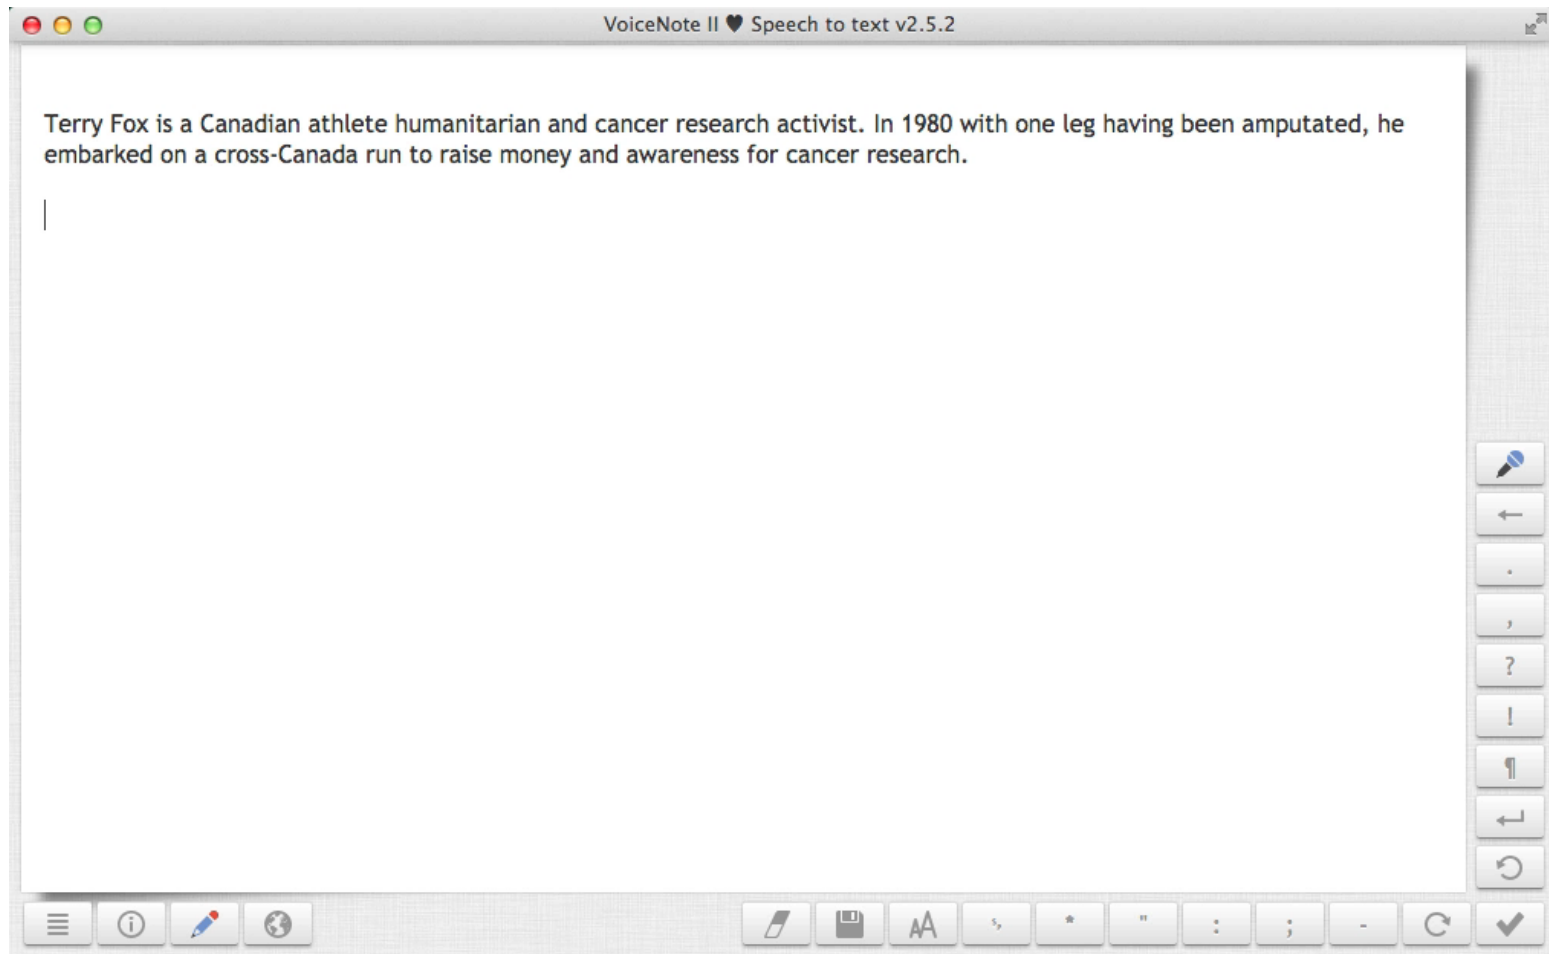 VoiceNote II ♥ Speech to text v2.5.2
Terry Fox is a Canadian athlete humanitarian and cancer research activist. In 1980 with one leg having been amputated, he
embarked on a cross-Canada run to raise money and awareness for cancer research.
.
,
?
!
¶
AA
*
"
:
;
-